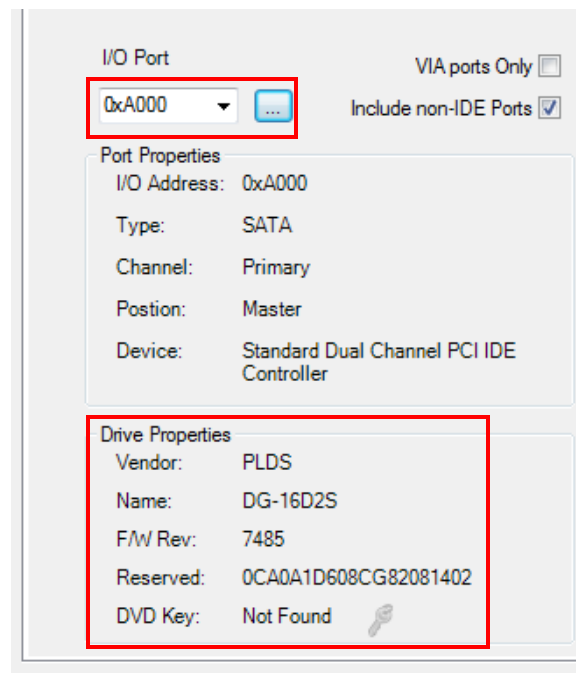 I/O Port
VIA ports Only
0xA000
...
Include non-IDE Ports
Port Properties
I/O Address: 0xA000
Type: SATA
Channel: Primary
Postion: Master
Device: Standard Dual Channel PCI IDE
Controller
Drive Properties
Vendor: PLDS
Name: DG-16D2S
F/W Rev: 7485
Reserved: 0CA0A1D608CG82081402
DVD Key: Not Found